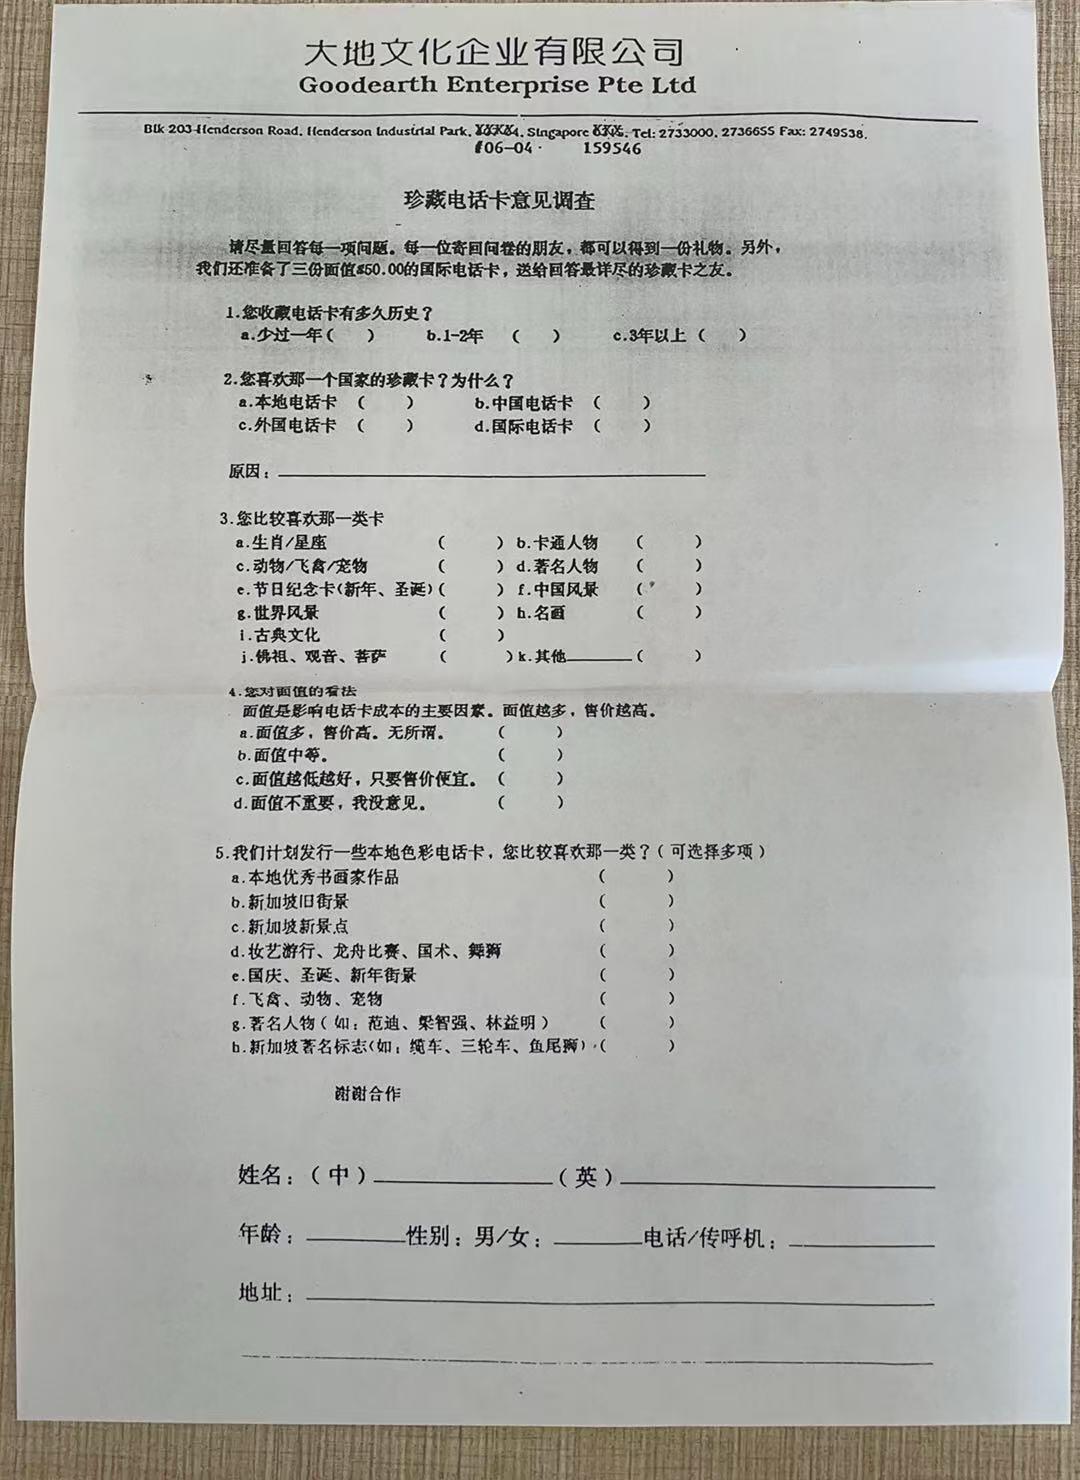 大地文化企业有限公司
Goodearth Enterprise Pte Ltd
Blk 203 Henderson Road. Henderson Industrial Park. Singapore Tel: 2733000. 2736655 Fax: 2749538.
#06-04 159546
珍藏电话卡意见调查
请尽量回答每一项问题。每一位寄回问卷的朋友，都可以得到一份礼物。另外，
我们还准备了三份面值$50.00的国际电话卡，送给回答最详尽的珍藏卡之友。
1.您收藏电话卡有多久历史？
a.少过一年（ ） b.1-2年 （ ） c.3年以上（ ）
2.您喜欢那一个国家的珍藏卡？为什么？
a.本地电话卡 （ ） b.中国电话卡 （ ）
c.外国电话卡 （ ） d.国际电话卡 （ ）
原因：
3.您比较喜欢那一类卡
a.生肖/星座 （ ） b.卡通人物 （ ）
c.动物/飞禽/宠物 （ ） d.著名人物 （ ）
e.节日纪念卡(新年、圣诞)（ ） f.中国风景 （ ）
g.世界风景 （ ） h.名画 （ ）
i.古典文化 （ ）
j.佛祖、观音、菩萨 （ ） k.其他______（ ）
4.您对面值的看法
面值是影响电话卡成本的主要因素。面值越多，售价越高。
a.面值多，售价高。无所谓。 （ ）
b.面值中等。 （ ）
c.面值越低越好，只要售价便宜。（ ）
d.面值不重要，我没意见。 （ ）
5.我们计划发行一些本地色彩电话卡，您比较喜欢那一类？（可选择多项）
a.本地优秀书画家作品 （ ）
b.新加坡旧街景 （ ）
c.新加坡新景点 （ ）
d.妆艺游行、龙舟比赛、国术、舞狮 （ ）
e.国庆、圣诞、新年街景 （ ）
f.飞禽、动物、宠物 （ ）
g.著名人物（如：范迪、梁智强、林益明） （ ）
h.新加坡著名标志(如：缆车、三轮车、鱼尾狮)（ ）
谢谢合作
姓名：（中）____________（英）____________
年龄：______性别：男/女：______电话/传呼机：______
地址：